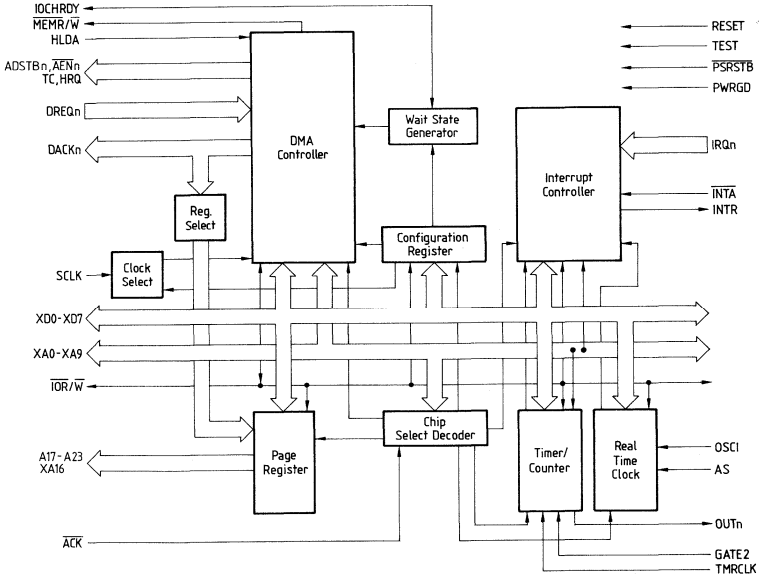 IOCHRDY
MEMR/W
HLDA
ADSTBn, AENn
TC, HRQ
DREQn
DACKn
DMA
Controller
Wait State
Generator
Reg.
Select
Configuration
Register
Clock
Select
SCLK
XD0-XD7
XA0-XA9
IOR/W
A17-A23
XA16
Page
Register
Chip
Select Decoder
ACK
RESET
TEST
PSRSTB
PWRGD
IRQn
Interrupt
Controller
INTA
INTR
Timer/
Counter
Real
Time
Clock
OSCI
AS
OUTn
GATE2
TMRCLK